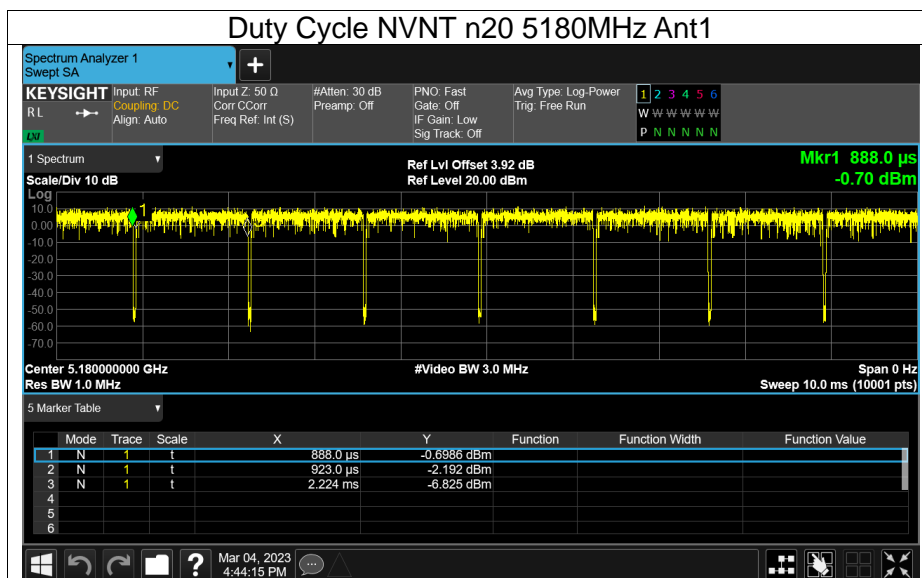 Duty Cycle NVNT n20 5180MHz Ant1
Spectrum Analyzer 1
Swept SA
KEYSIGHT Input: RF Input Z: 50 Ω #Atten: 30 dB PNO: Fast Avg Type: Log-Power 1 2 3 4 5 6
R L Coupling: DC Corr CCorr Preamp: Off Gate: Off Trig: Free Run W W W W W W
Align: Auto Freq Ref: Int (S) IF Gain: Low
LXI Sig Track: Off P N N N N N
1 Spectrum Ref Lvl Offset 3.92 dB Mkr1 888.0 µs
Scale/Div 10 dB Ref Level 20.00 dBm -0.70 dBm
Log
10.0 1
0.00
-10.0
-20.0
-30.0
-40.0
-50.0
-60.0
-70.0
Center 5.180000000 GHz #Video BW 3.0 MHz Span 0 Hz
Res BW 1.0 MHz Sweep 10.0 ms (10001 pts)
5 Marker Table
Mode Trace Scale X Y Function Function Width Function Value
1 N 1 t 888.0 µs -0.6986 dBm
2 N 1 t 923.0 µs -2.192 dBm
3 N 1 t 2.224 ms -6.825 dBm
4
5
6
? Mar 04, 2023
4:44:15 PM